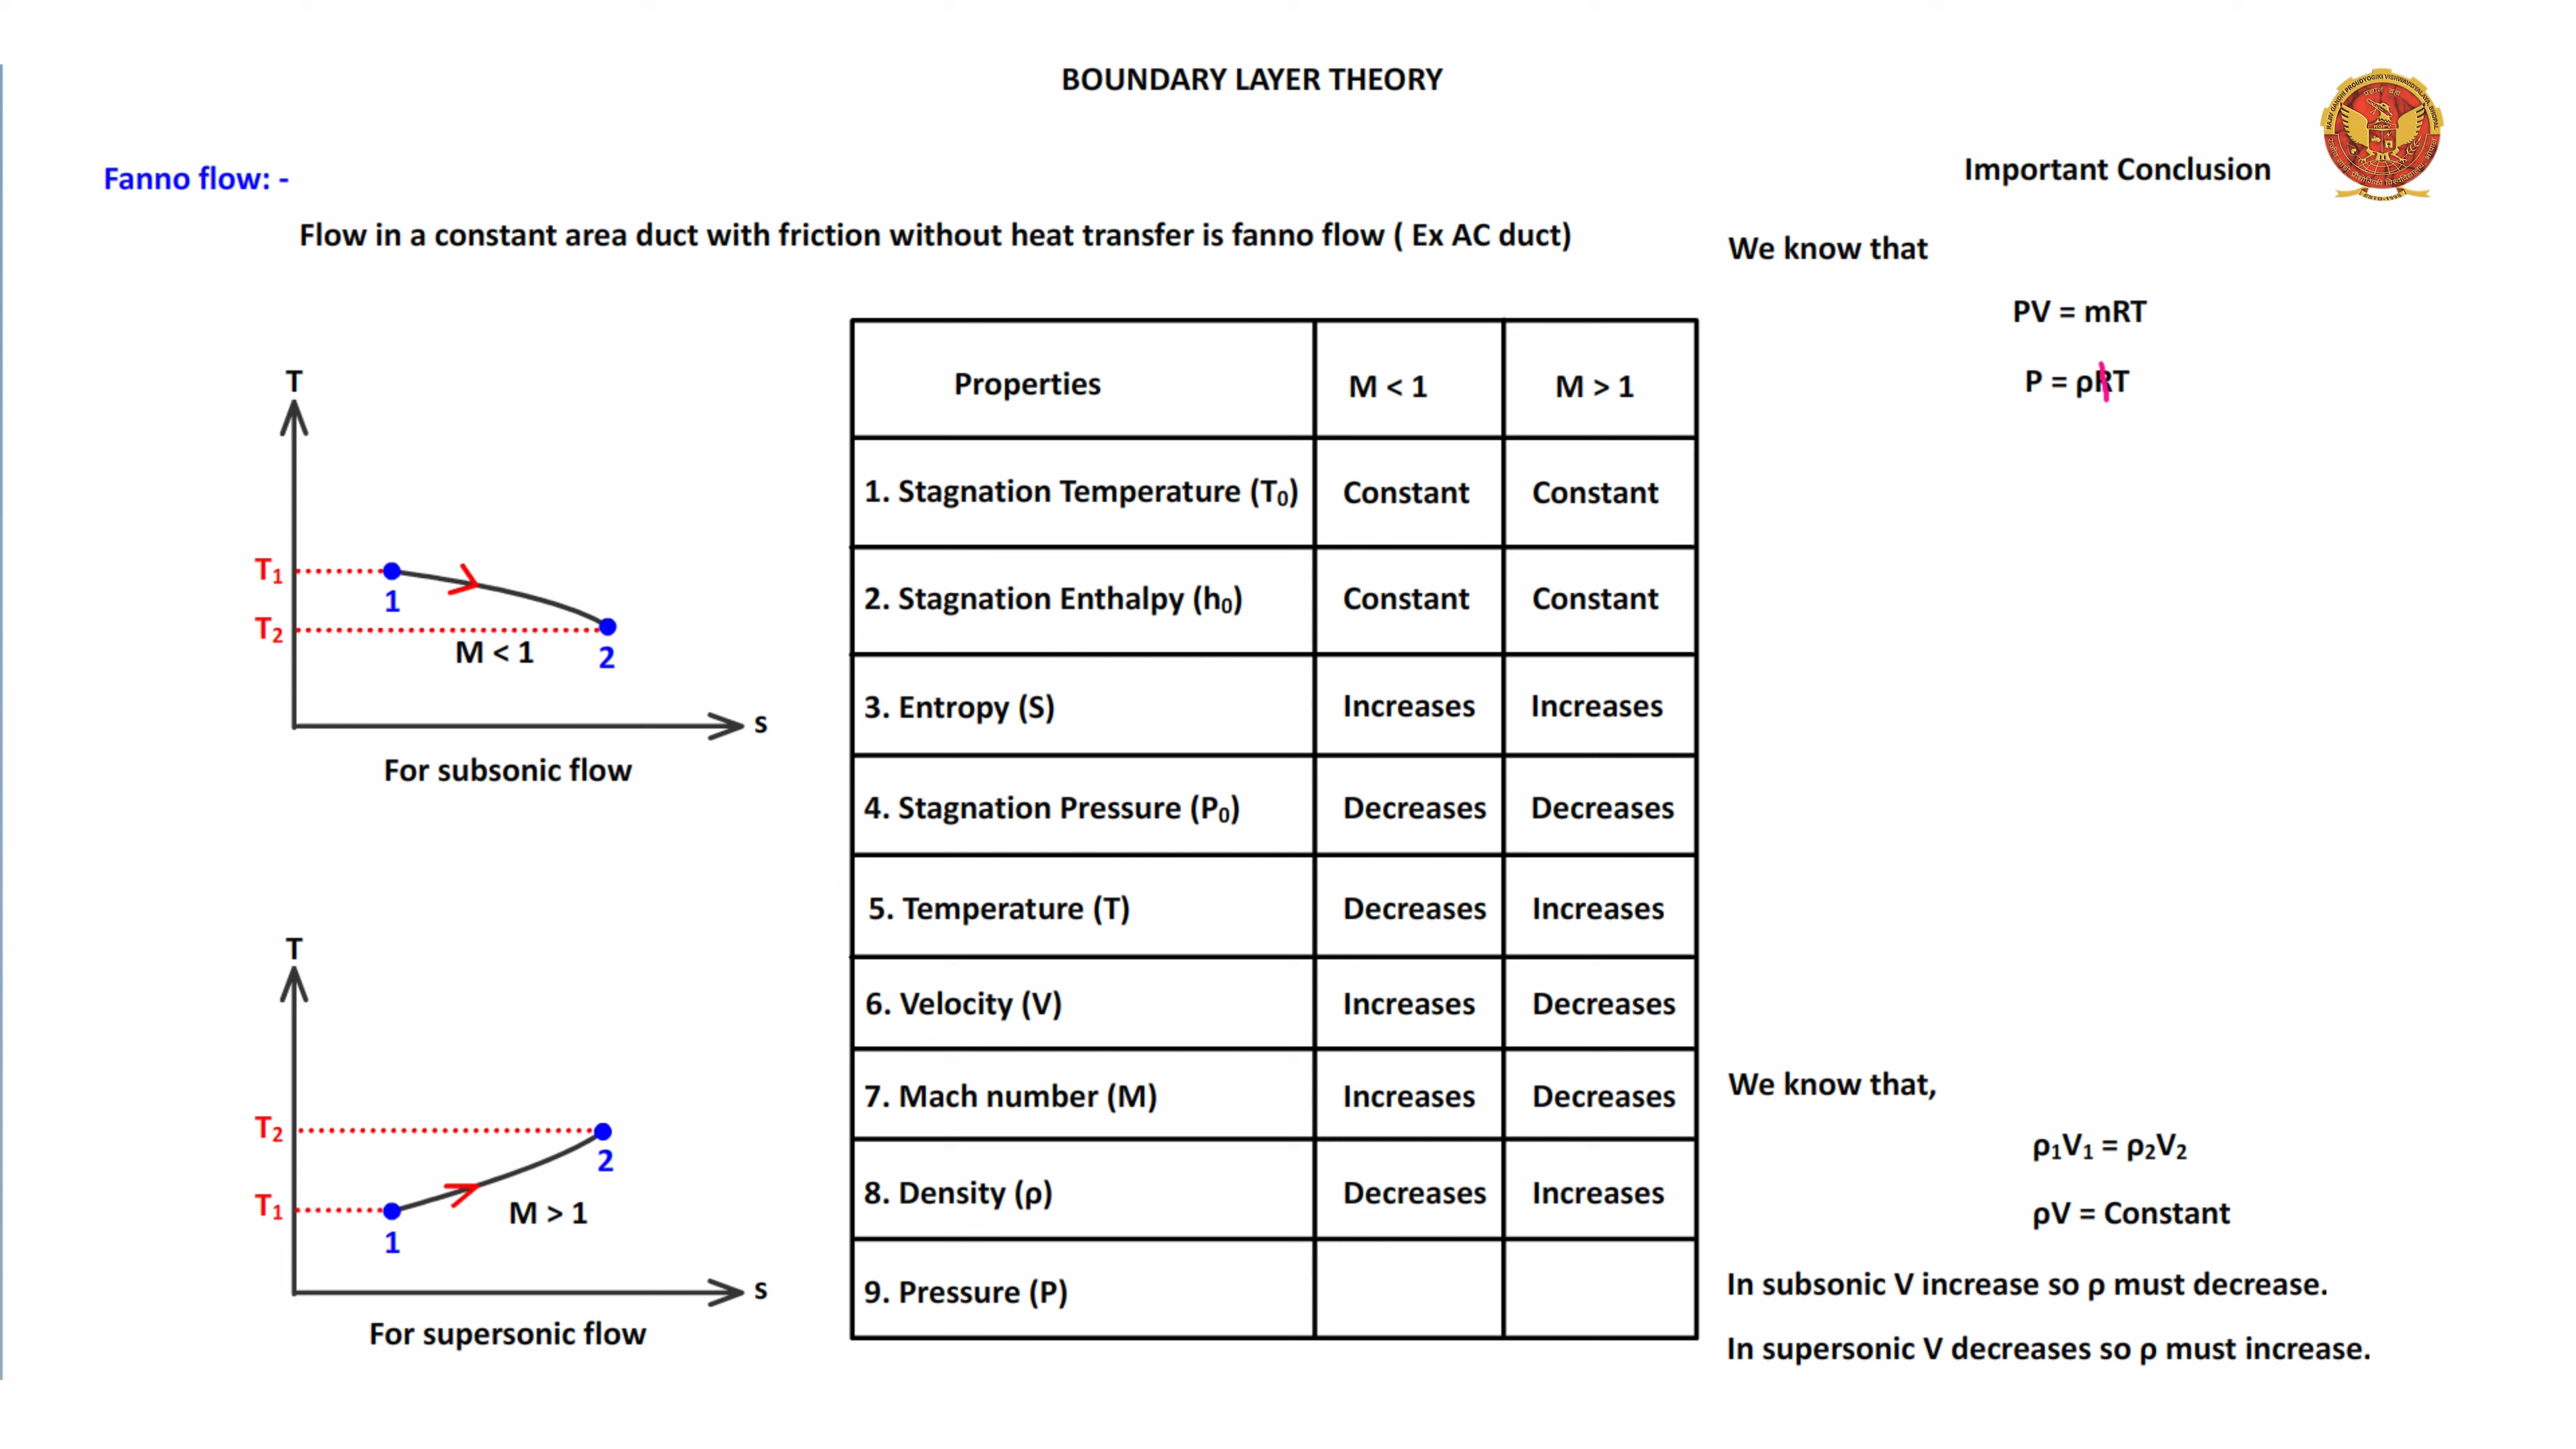 BOUNDARY LAYER THEORY
Fanno flow: -
Flow in a constant area duct with friction without heat transfer is fanno flow ( Ex AC duct)
T
T₁
1
T₂
M < 1
2
s
For subsonic flow
T
T₂
2
T₁
M > 1
1
s
For supersonic flow
Properties M < 1 M > 1
1. Stagnation Temperature (T₀) Constant Constant
2. Stagnation Enthalpy (h₀) Constant Constant
3. Entropy (S) Increases Increases
4. Stagnation Pressure (P₀) Decreases Decreases
5. Temperature (T) Decreases Increases
6. Velocity (V) Increases Decreases
7. Mach number (M) Increases Decreases
8. Density (ρ) Decreases Increases
9. Pressure (P)
Important Conclusion
We know that
PV = mRT
P = ρRT
We know that,
ρ₁V₁ = ρ₂V₂
ρV = Constant
In subsonic V increase so ρ must decrease.
In supersonic V decreases so ρ must increase.
RAJIV GANDHI PROUDYOGIKI VISHWAVIDYALAYA, BHOPAL